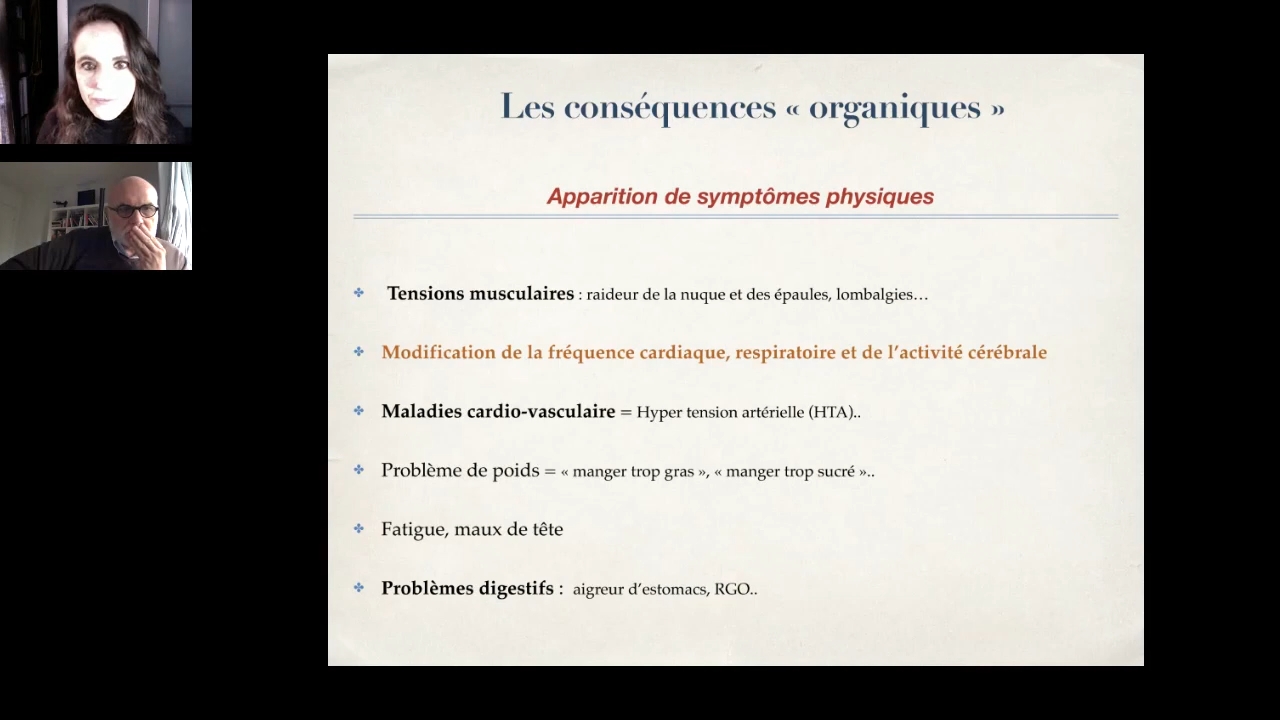 Les conséquences « organiques »
Apparition de symptômes physiques
Tensions musculaires : raideur de la nuque et des épaules, lombalgies…
Modification de la fréquence cardiaque, respiratoire et de l’activité cérébrale
Maladies cardio-vasculaire = Hyper tension artérielle (HTA)..
Problème de poids = « manger trop gras », « manger trop sucré »..
Fatigue, maux de tête
Problèmes digestifs : aigreur d’estomacs, RGO..